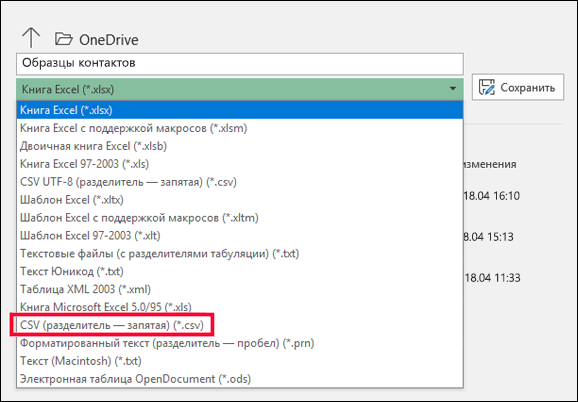 OneDrive
Образцы контактов
Книга Excel (*.xlsx)
Сохранить
Книга Excel (*.xlsx)
Книга Excel с поддержкой макросов (*.xlsm)
Двоичная книга Excel (*.xlsb)
Книга Excel 97-2003 (*.xls)
изменения
CSV UTF-8 (разделитель — запятая) (*.csv)
Шаблон Excel (*.xltx)
18.04 16:10
Шаблон Excel с поддержкой макросов (*.xltm)
Шаблон Excel 97-2003 (*.xlt)
18.04 15:13
Текстовые файлы (с разделителями табуляции) (*.txt)
Текст Юникод (*.txt)
18.04 11:33
Таблица XML 2003 (*.xml)
Книга Microsoft Excel 5.0/95 (*.xls)
CSV (разделитель — запятая) (*.csv)
Форматированный текст (разделитель — пробел) (*.prn)
Текст (Macintosh) (*.txt)
Электронная таблица OpenDocument (*.ods)